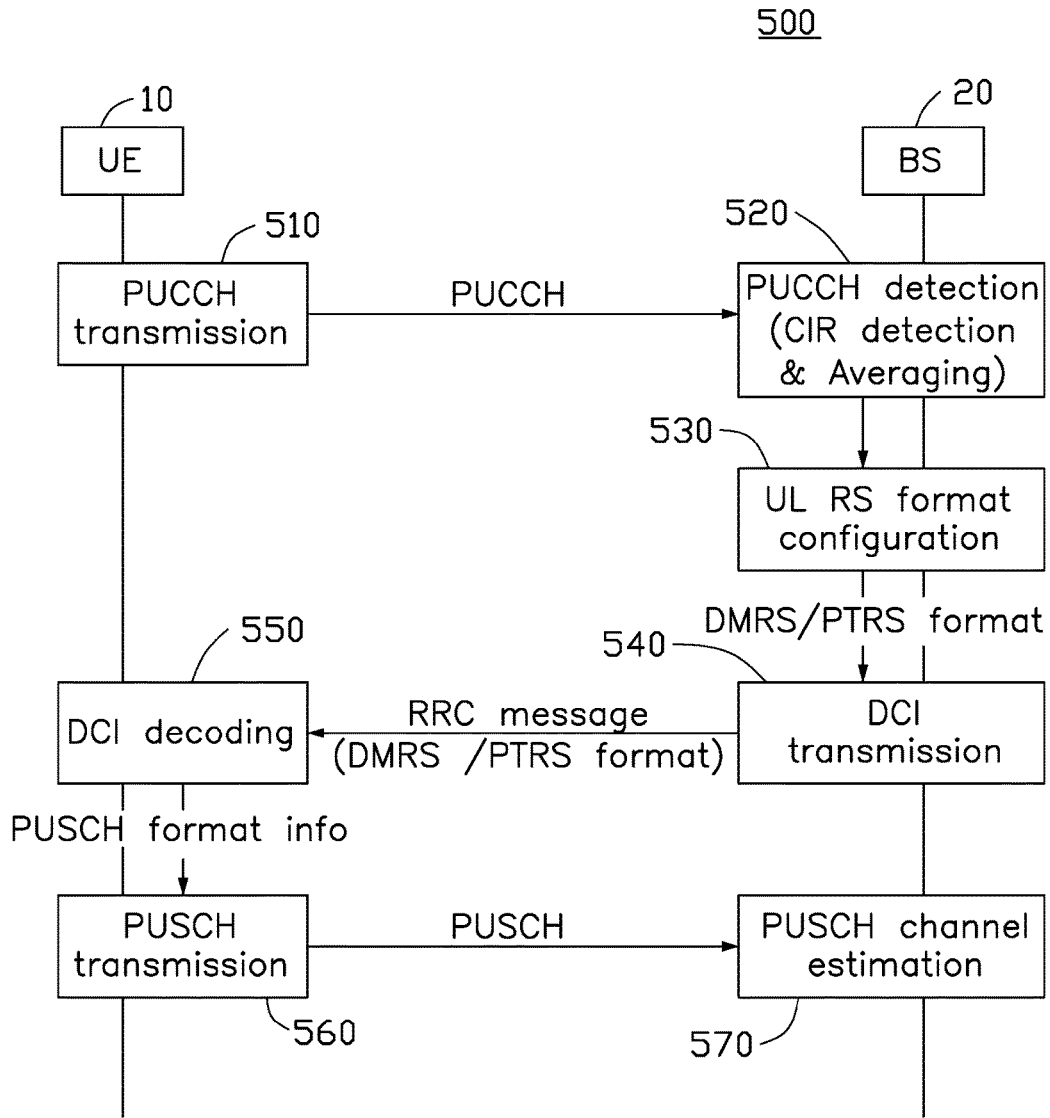 500
10
20
UE
BS
510
520
PUCCH
transmission
PUCCH
PUCCH detection
(CIR detection
& Averaging)
530
UL RS format
configuration
DMRS/PTRS format
550
540
DCI decoding
RRC message
(DMRS /PTRS format)
DCI
transmission
PUSCH format info
PUSCH
transmission
PUSCH
PUSCH channel
estimation
560
570